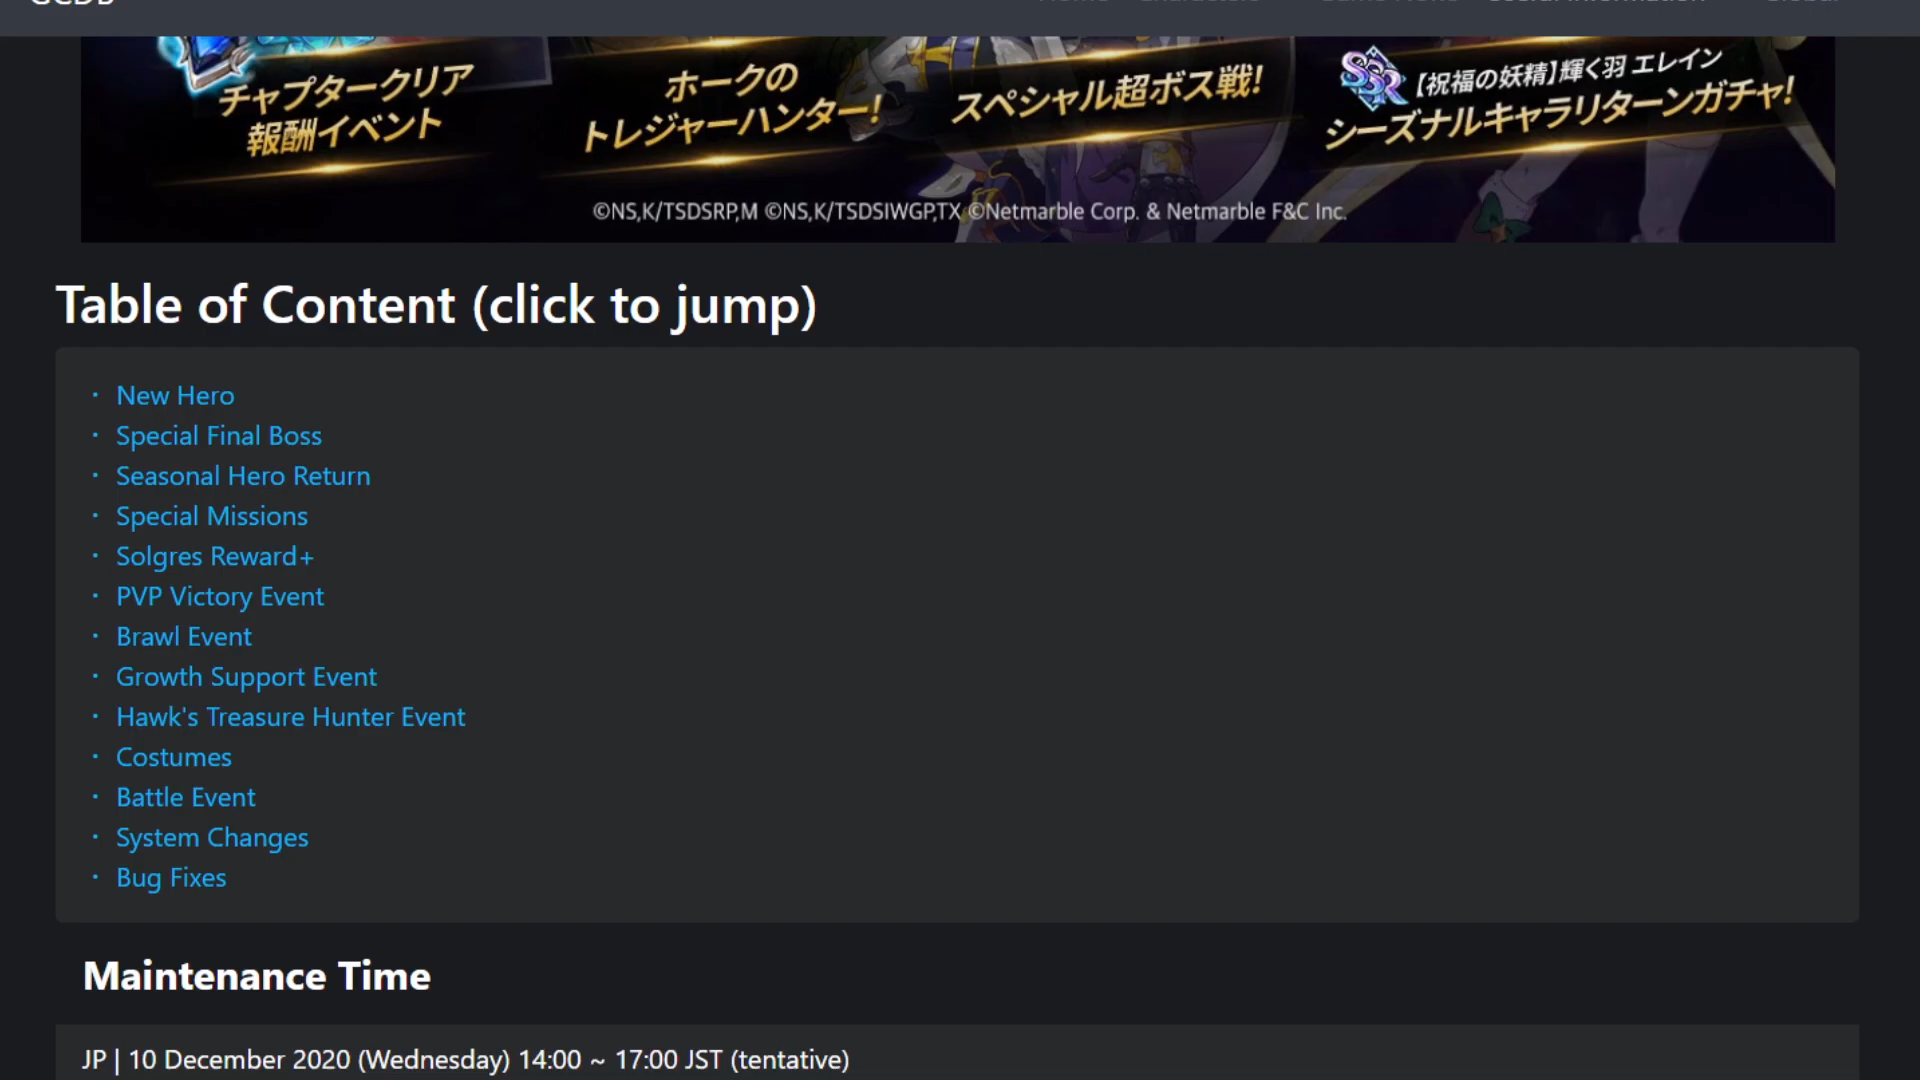 チャプタークリア
報酬イベント
ホークの
トレジャーハンター!
スペシャル超ボス戦!
SSR
【祝福の妖精】輝く羽 エレイン
シーズナルキャラリターンガチャ!
©NS,K/TSDSRP,M ©NS,K/TSDSIWGP,TX ©Netmarble Corp. & Netmarble F&C Inc.
Table of Content (click to jump)
· New Hero
· Special Final Boss
· Seasonal Hero Return
· Special Missions
· Solgres Reward+
· PVP Victory Event
· Brawl Event
· Growth Support Event
· Hawk's Treasure Hunter Event
· Costumes
· Battle Event
· System Changes
· Bug Fixes
Maintenance Time
JP | 10 December 2020 (Wednesday) 14:00 ~ 17:00 JST (tentative)